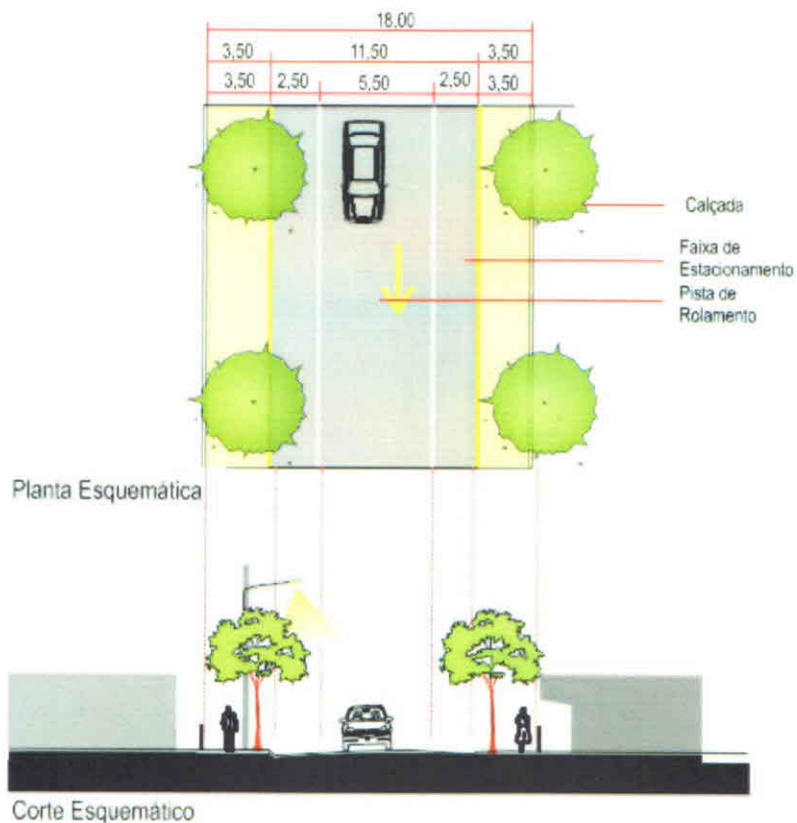 18,00
3,50 11,50 3,50
3,50 2,50 5,50 2,50 3,50
Calçada
Faixa de
Estacionamento
Pista de
Rolamento
Planta Esquemática
Corte Esquemático